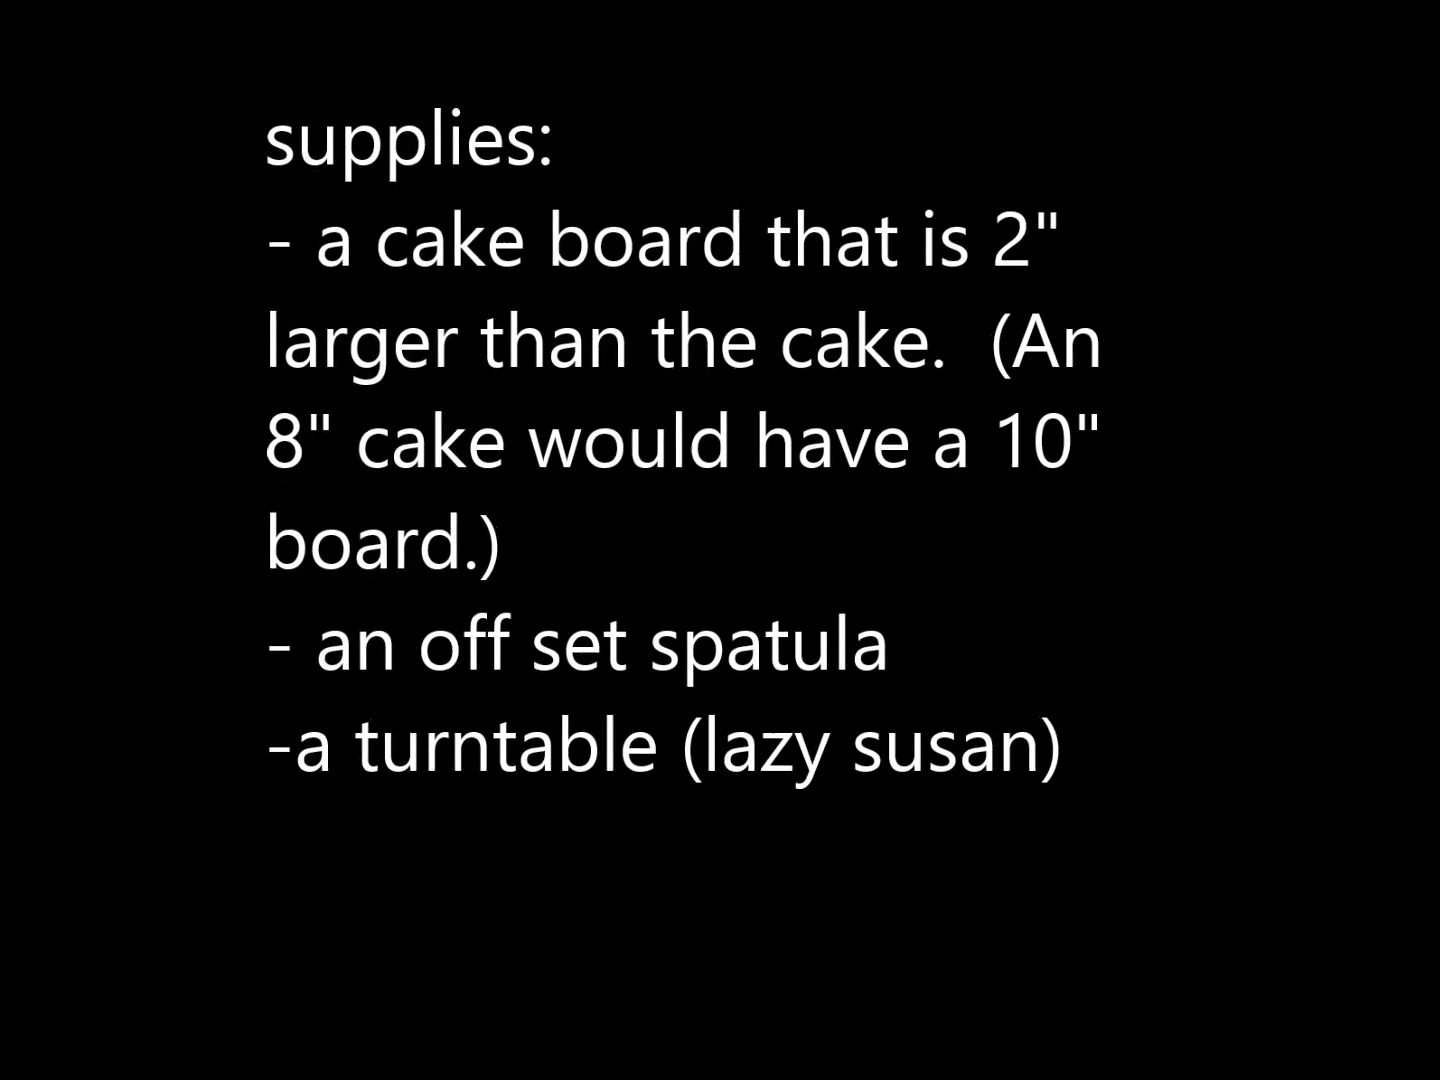 supplies:
- a cake board that is 2"
larger than the cake.  (An
8" cake would have a 10"
board.)
- an off set spatula
-a turntable (lazy susan)